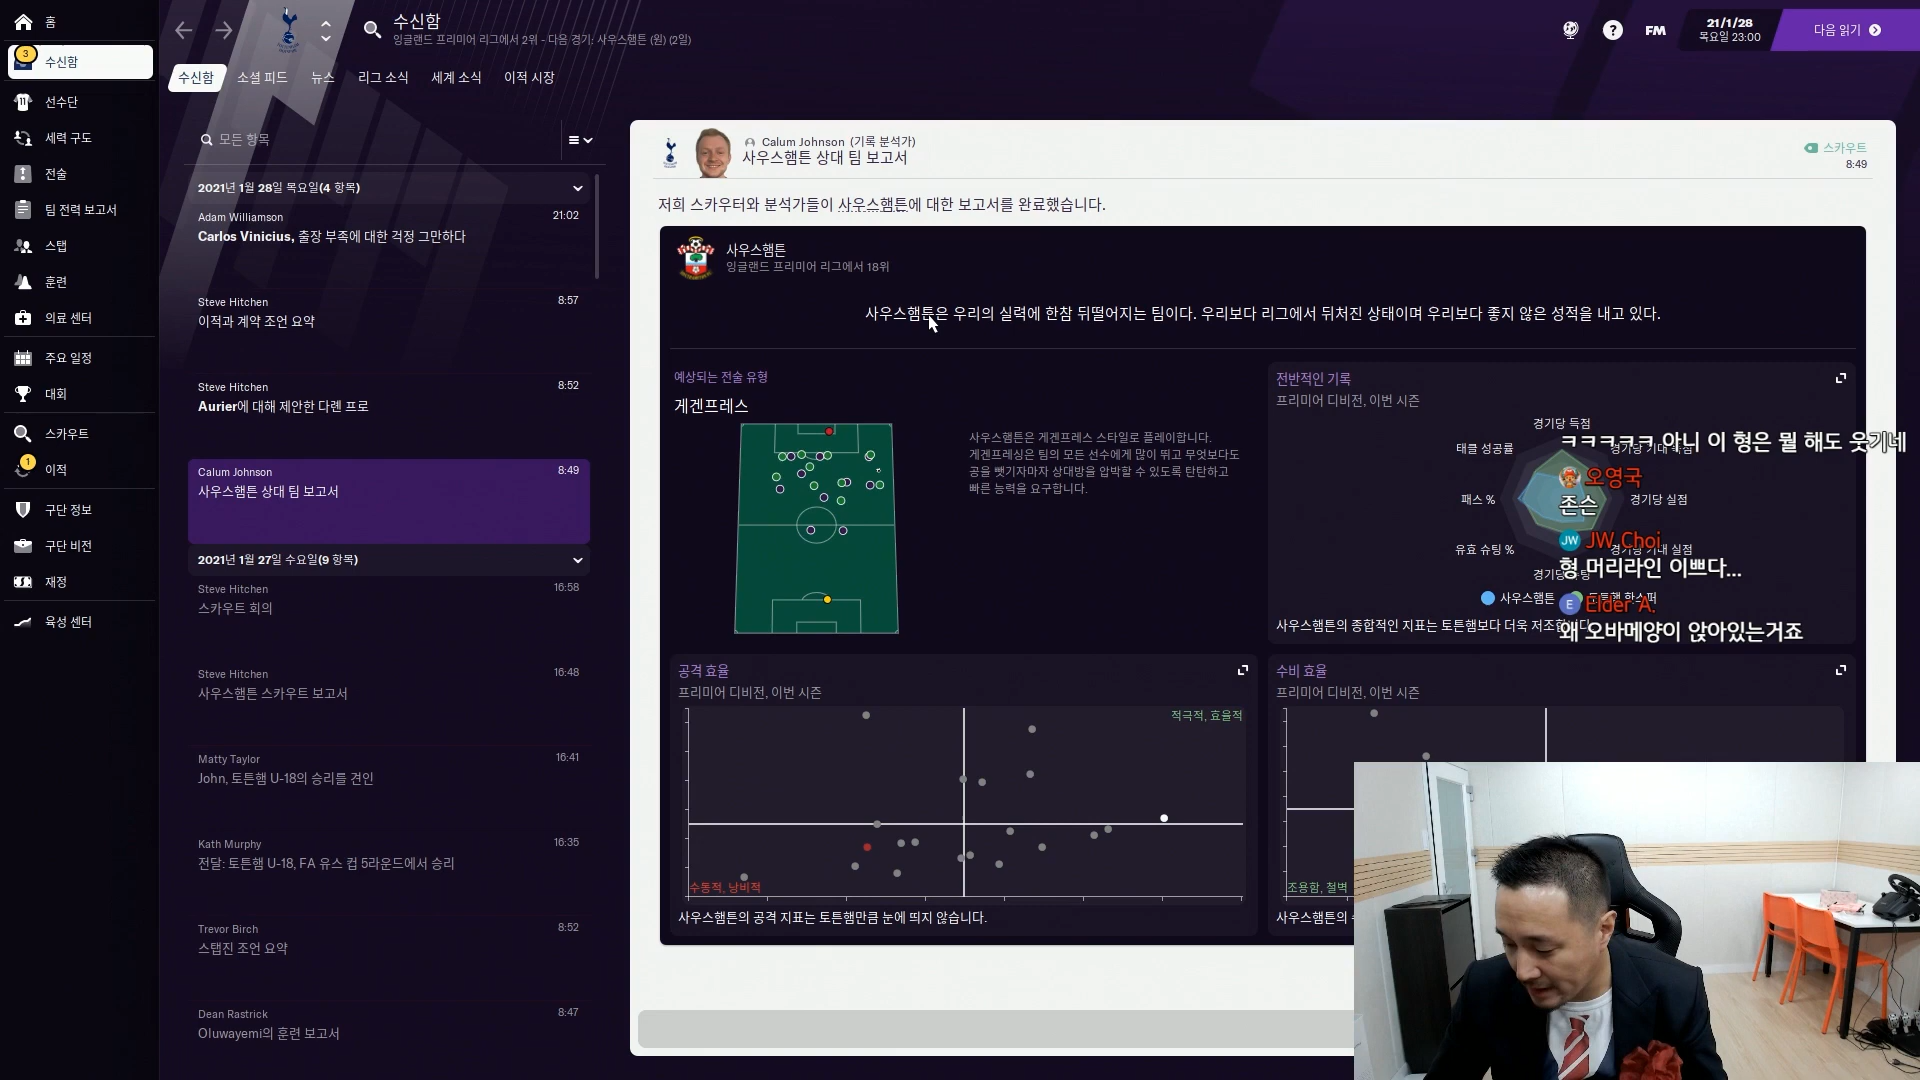 홈
3
수신함
선수단
세력 구도
전술
팀 전력 보고서
스탭
훈련
의료 센터
주요 일정
대회
스카우트
1
이적
구단 정보
구단 비전
재정
육성 센터
수신함
잉글랜드 프리미어 리그에서 2위 - 다음 경기: 사우스햄튼 (원) (2일)
FM
21/1/28
목요일 23:00
다음 읽기
수신함
소셜 피드
뉴스
리그 소식
세계 소식
이적 시장
모든 항목
2021년 1월 28일 목요일(4 항목)
Adam Williamson
21:02
Carlos Vinicius, 출장 부족에 대한 걱정 그만하다
Steve Hitchen
8:57
이적과 계약 조언 요약
Steve Hitchen
8:52
Aurier에 대해 제안한 다롄 프로
Calum Johnson
8:49
사우스햄튼 상대 팀 보고서
2021년 1월 27일 수요일(9 항목)
Steve Hitchen
16:58
스카우트 회의
Steve Hitchen
16:48
사우스햄튼 스카우트 보고서
Matty Taylor
16:41
John, 토튼햄 U-18의 승리를 견인
Kath Murphy
16:35
전달: 토튼햄 U-18, FA 유스 컵 5라운드에서 승리
Trevor Birch
8:52
스탭진 조언 요약
Dean Rastrick
8:47
Oluwayemi의 훈련 보고서
Calum Johnson (기록 분석가)
사우스햄튼 상대 팀 보고서
스카우트
8:49
저희 스카우터와 분석가들이 사우스햄튼에 대한 보고서를 완료했습니다.
사우스햄튼
잉글랜드 프리미어 리그에서 18위
사우스햄튼은 우리의 실력에 한참 뒤떨어지는 팀이다. 우리보다 리그에서 뒤처진 상태이며 우리보다 좋지 않은 성적을 내고 있다.
예상되는 전술 유형
게겐프레스
사우스햄튼은 게겐프레스 스타일로 플레이합니다.
게겐프레싱은 팀의 모든 선수에게 많이 뛰고 무엇보다도
공을 뺏기자마자 상대방을 압박할 수 있도록 탄탄하고
빠른 능력을 요구합니다.
전반적인 기록
프리미어 디비전, 이번 시즌
경기당 득점
태클 성공률
패스 %
경기당 실점
유효 슈팅 %
사우스햄튼
사우스햄튼의 종합적인 지표는 토튼햄보다 더욱 저조합
ㅋㅋㅋㅋㅋ 아니 이 형은 뭘 해도 웃기네
오영국
존슨
JW JW Choi
형 머리라인 이쁘다...
E Elder A.
왜 오바메양이 앉아있는거죠
공격 효율
프리미어 디비전, 이번 시즌
적극적, 효율적
수동적, 낭비적
사우스햄튼의 공격 지표는 토튼햄만큼 눈에 띄지 않습니다.
수비 효율
프리미어 디비전, 이번 시즌
조용함, 철벽
사우스햄튼의